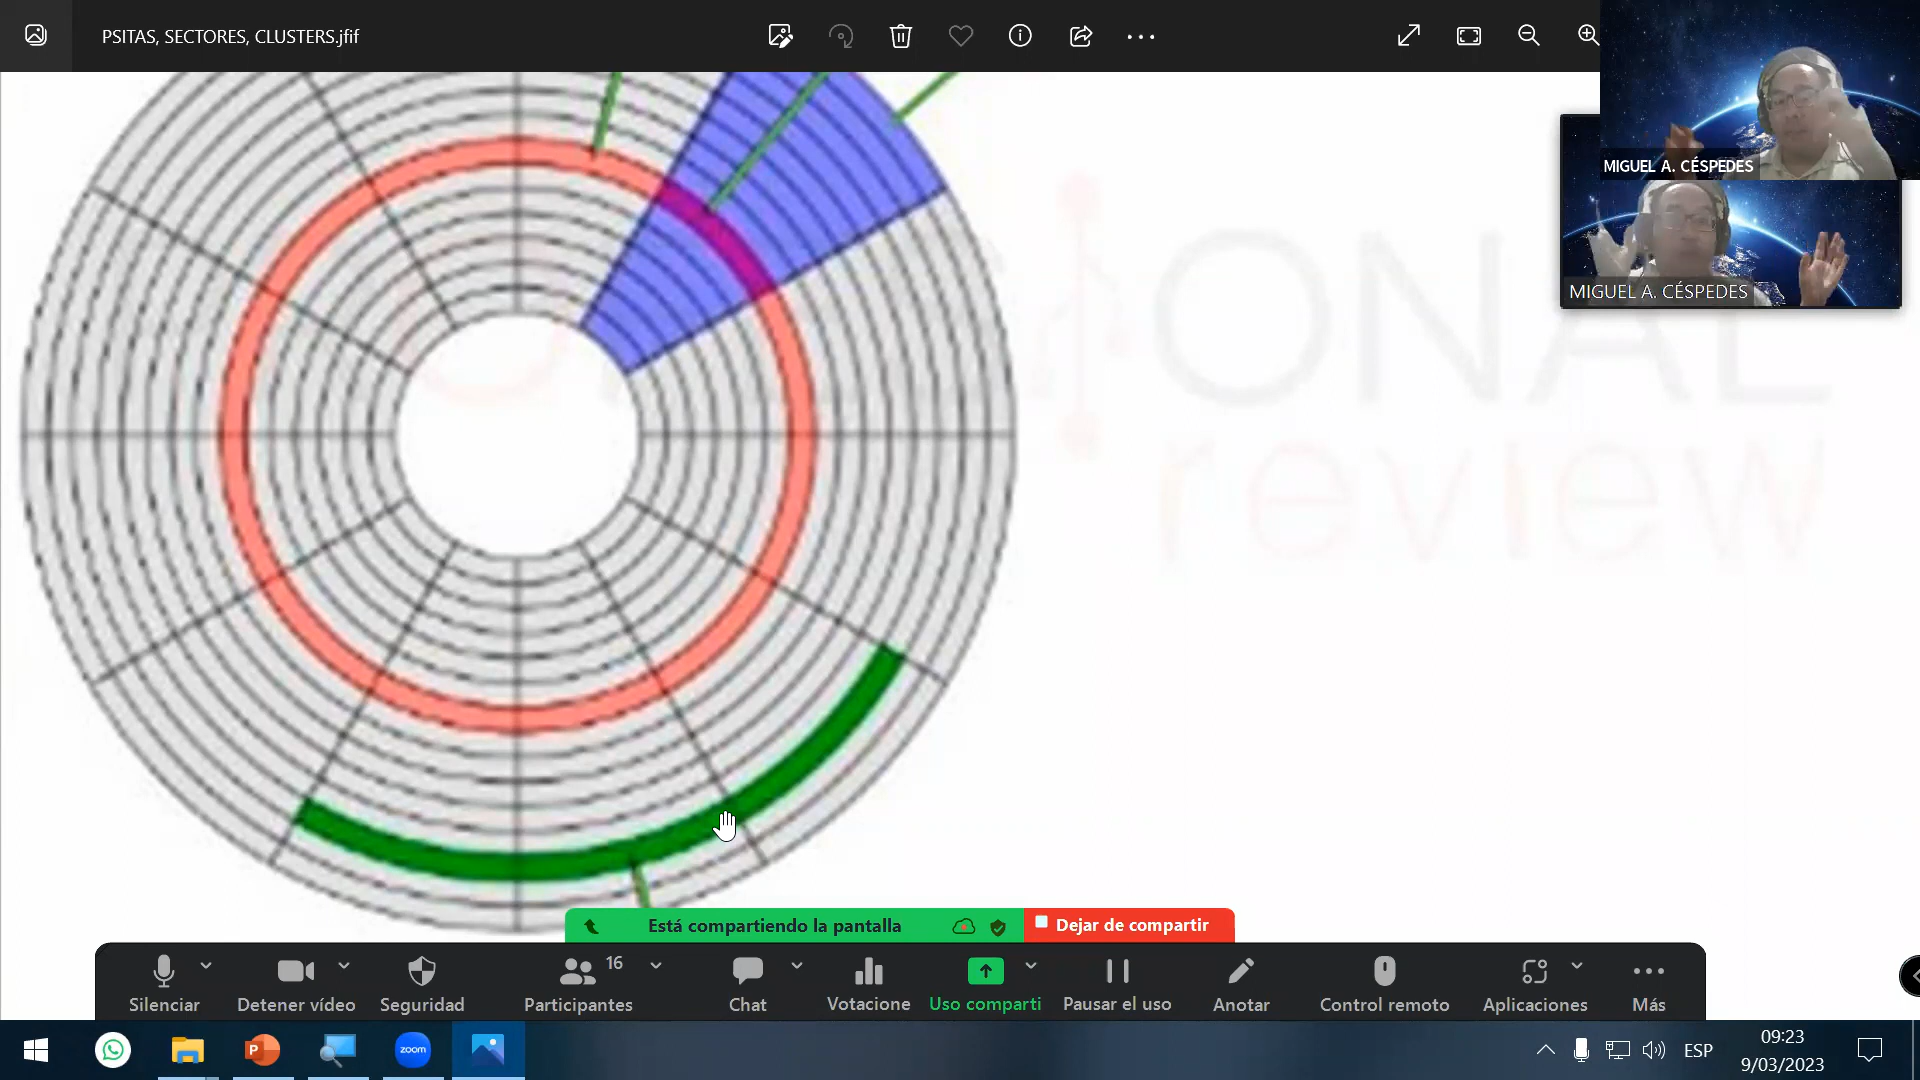 PSITAS, SECTORES, CLUSTERS.jfif
MIGUEL A. CÉSPEDES
MIGUEL A. CÉSPEDES
ONAL
review
Está compartiendo la pantalla
Dejar de compartir
16
Silenciar
Detener vídeo
Seguridad
Participantes
Chat
Votacione
Uso comparti
Pausar el uso
Anotar
Control remoto
Aplicaciones
Más
P
zoom
ESP
09:23
9/03/2023